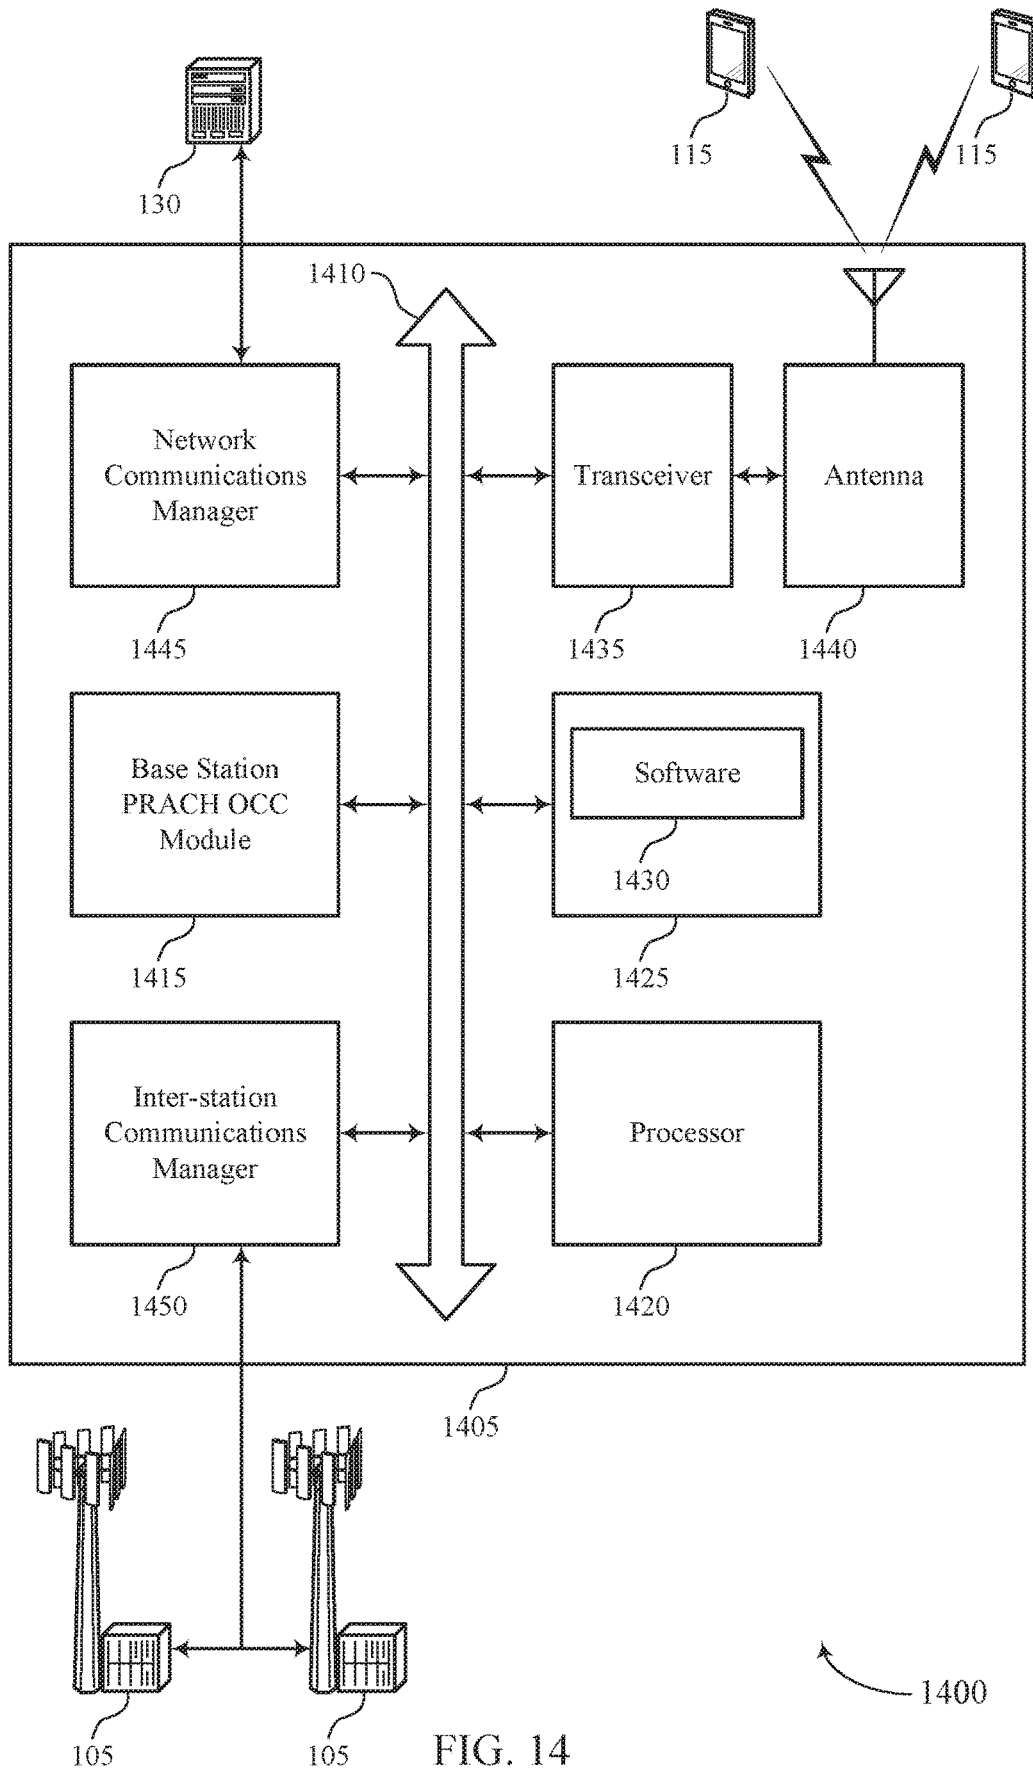 130
115
115
1410
Network
Communications
Manager
Transceiver
Antenna
1445
1435
1440
Base Station
PRACH OCC
Module
Software
1430
1415
1425
Inter-station
Communications
Manager
Processor
1450
1420
1405
105
105
1400
FIG. 14